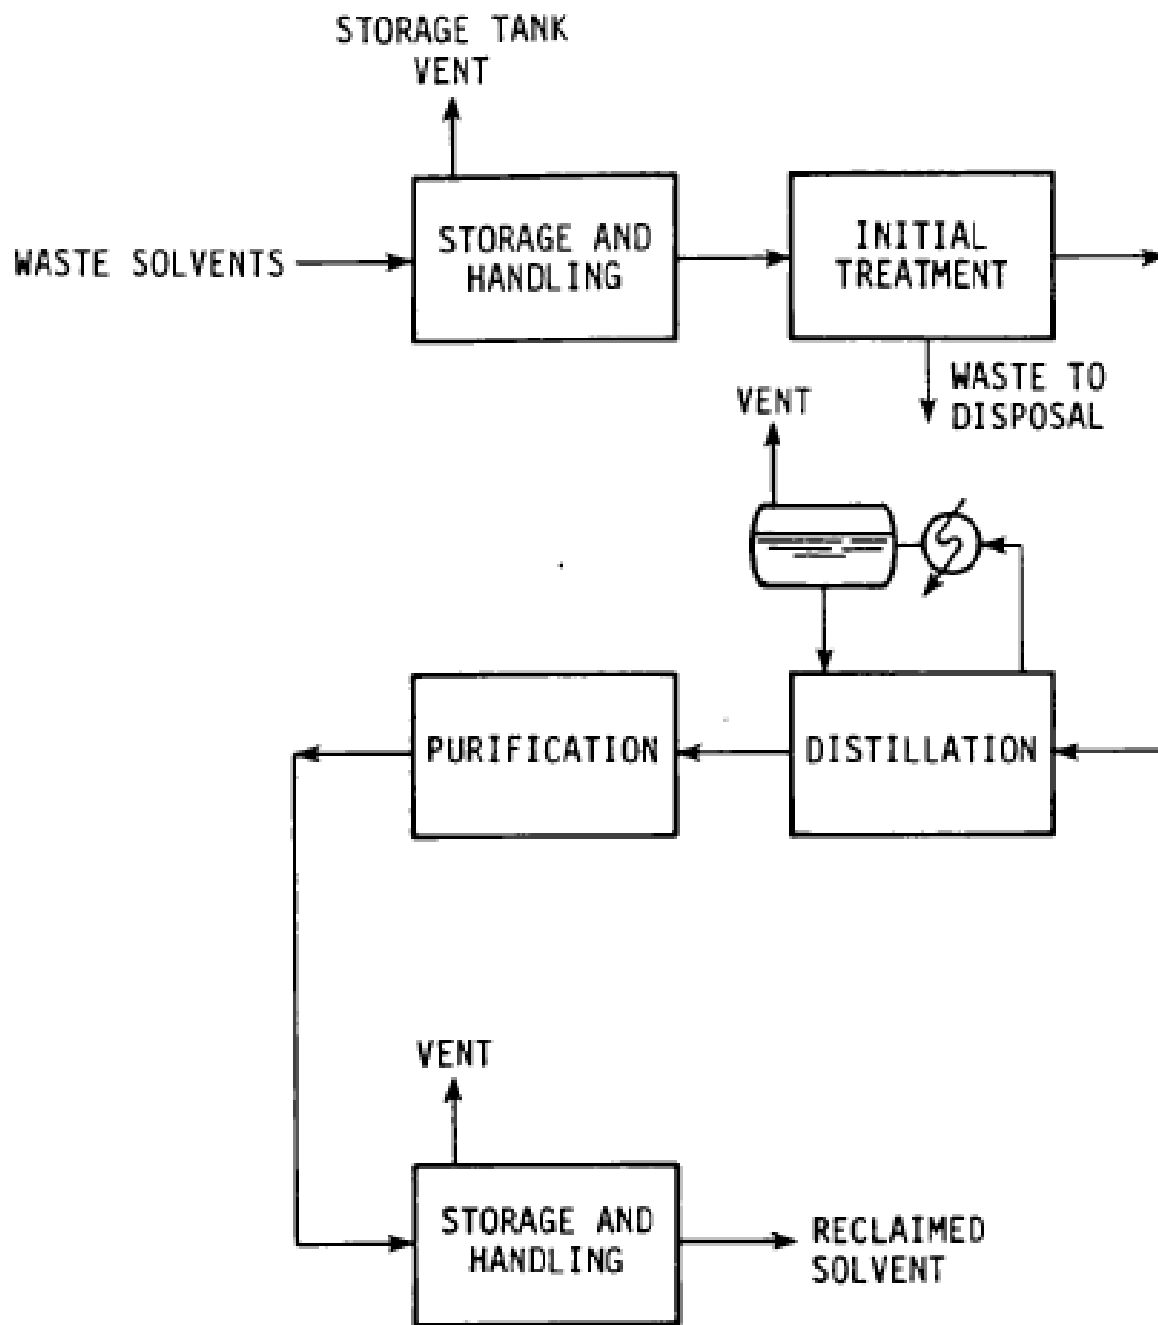 STORAGE TANK
VENT
WASTE SOLVENTS
STORAGE AND
HANDLING
INITIAL
TREATMENT
WASTE TO
DISPOSAL
VENT
PURIFICATION
DISTILLATION
VENT
STORAGE AND
HANDLING
RECLAIMED
SOLVENT